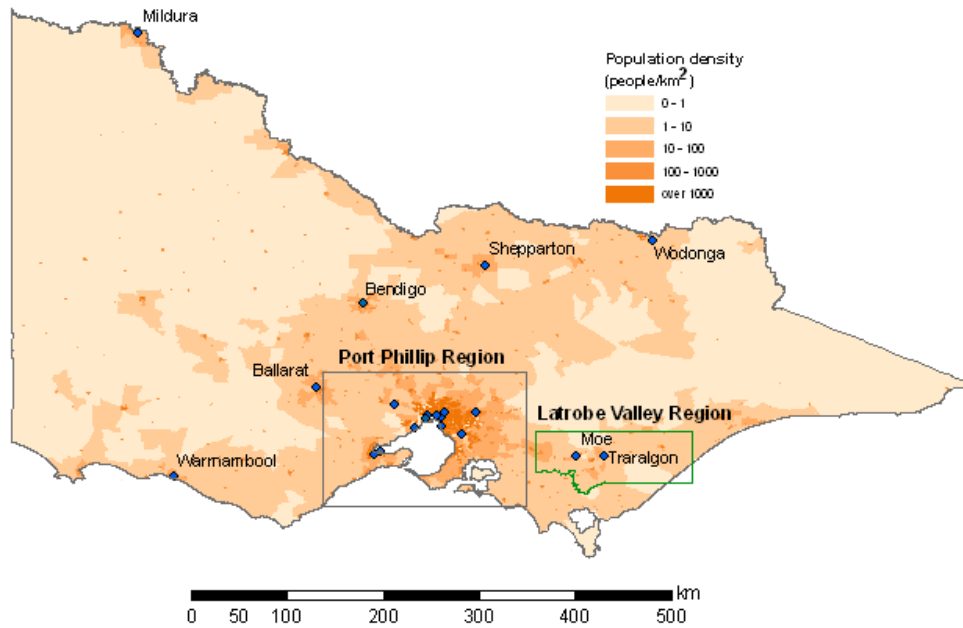 Mildura
Population density
(people/km²)
0 - 1
1 - 10
10 - 100
100 - 1000
over 1000
Shepparton
Wodonga
Bendigo
Port Phillip Region
Ballarat
Latrobe Valley Region
Moe
Traralgon
Warrnambool
km
0 100 200 300 400 500